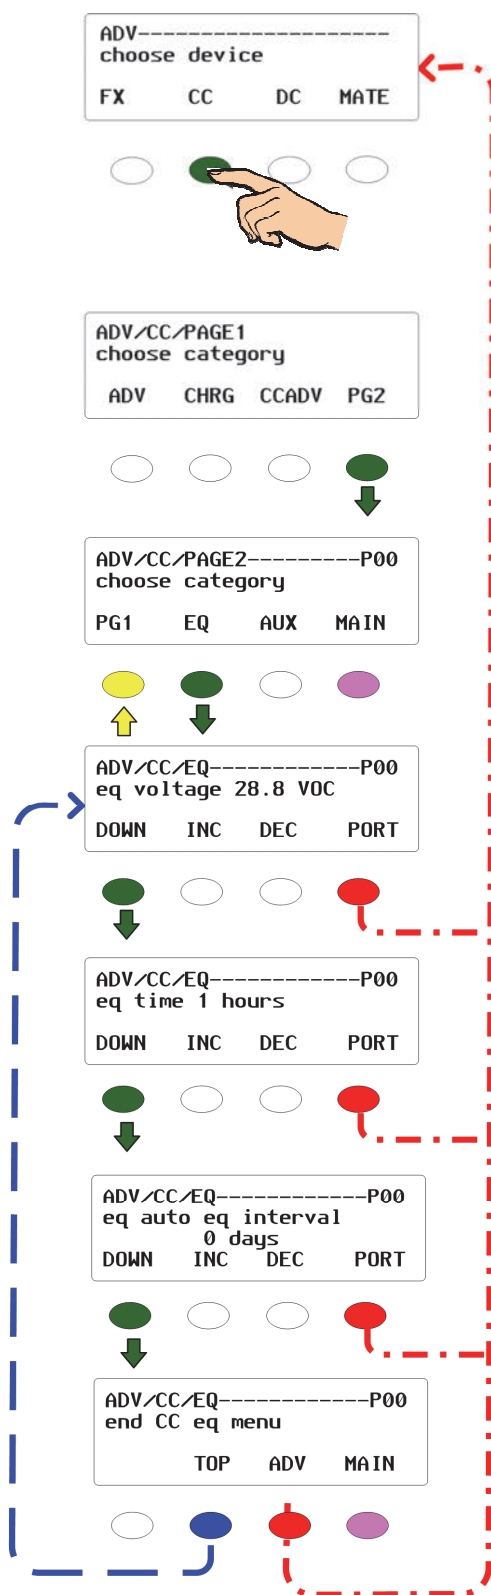 ADV---------------------
choose device
FX CC DC MATE
ADV/CC/PAGE1
choose category
ADV CHRG CCADV PG2
ADV/CC/PAGE2----------P00
choose category
PG1 EQ AUX MAIN
ADV/CC/EQ-------------P00
eq voltage 28.8 VOC
DOWN INC DEC PORT
ADV/CC/EQ-------------P00
eq time 1 hours
DOWN INC DEC PORT
ADV/CC/EQ-------------P00
eq auto eq interval
0 days
DOWN INC DEC PORT
ADV/CC/EQ-------------P00
end CC eq menu
TOP ADV MAIN